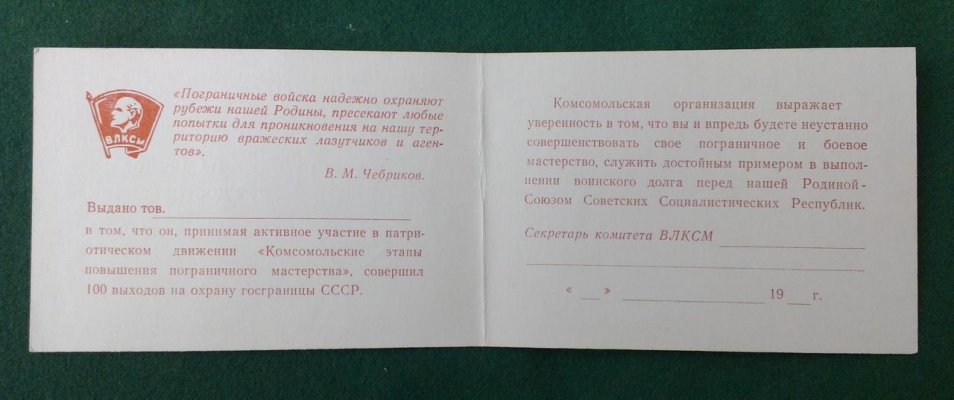 ВЛКСМ
«Пограничные войска надежно охраняют
рубежи нашей Родины, пресекают любые
попытки для проникновения на нашу тер-
риторию вражеских лазутчиков и аген-
тов».
В. М. Чебриков.
Выдано тов.
в том, что он, принимая активное участие в патри-
отическом движении «Комсомольские этапы
повышения пограничного мастерства», совершил
100 выходов на охрану госграницы СССР.
Комсомольская организация выражает
уверенность в том, что вы и впредь будете неустанно
совершенствовать свое пограничное и боевое
мастерство, служить достойным примером в выпол-
нении воинского долга перед нашей Родиной-
Союзом Советских Социалистических Республик.
Секретарь комитета ВЛКСМ
« __ » ____________ 19 __ г.